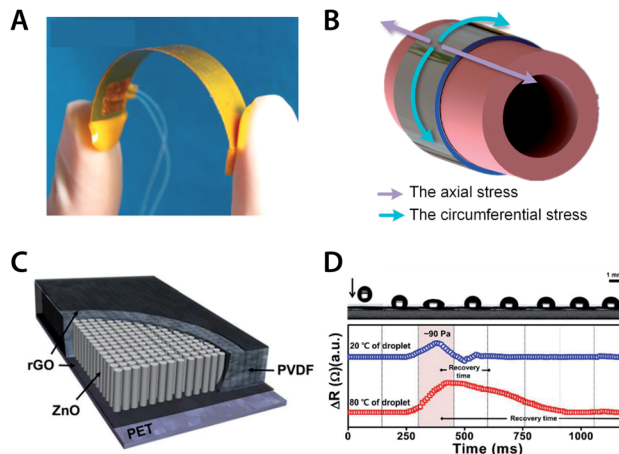 A
B
The axial stress
The circumferential stress
C
rGO
ZnO
PVDF
PET
D
1 mm
~90 Pa
20 ℃ of droplet
Recovery
time
80 ℃ of droplet
Recovery time
ΔR (Ω)(a.u.)
0 250 500 750 1000
Time (ms)